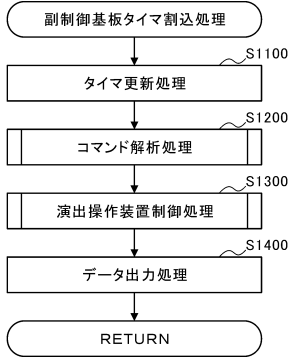 副制御基板タイマ割込処理
S1100
タイマ更新処理
S1200
コマンド解析処理
S1300
演出操作装置制御処理
S1400
データ出力処理
RETURN